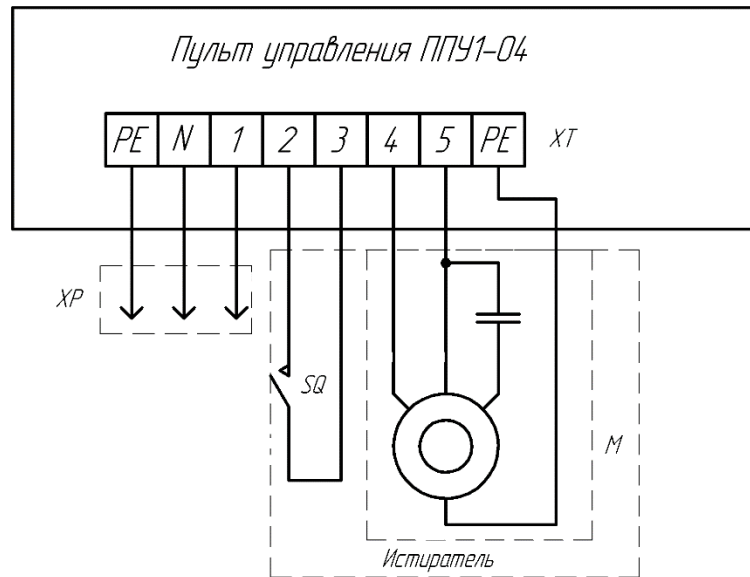 Пульт управления ППУ1-04
PE N 1 2 3 4 5 PE XT
XP
SQ
M
Истиратель